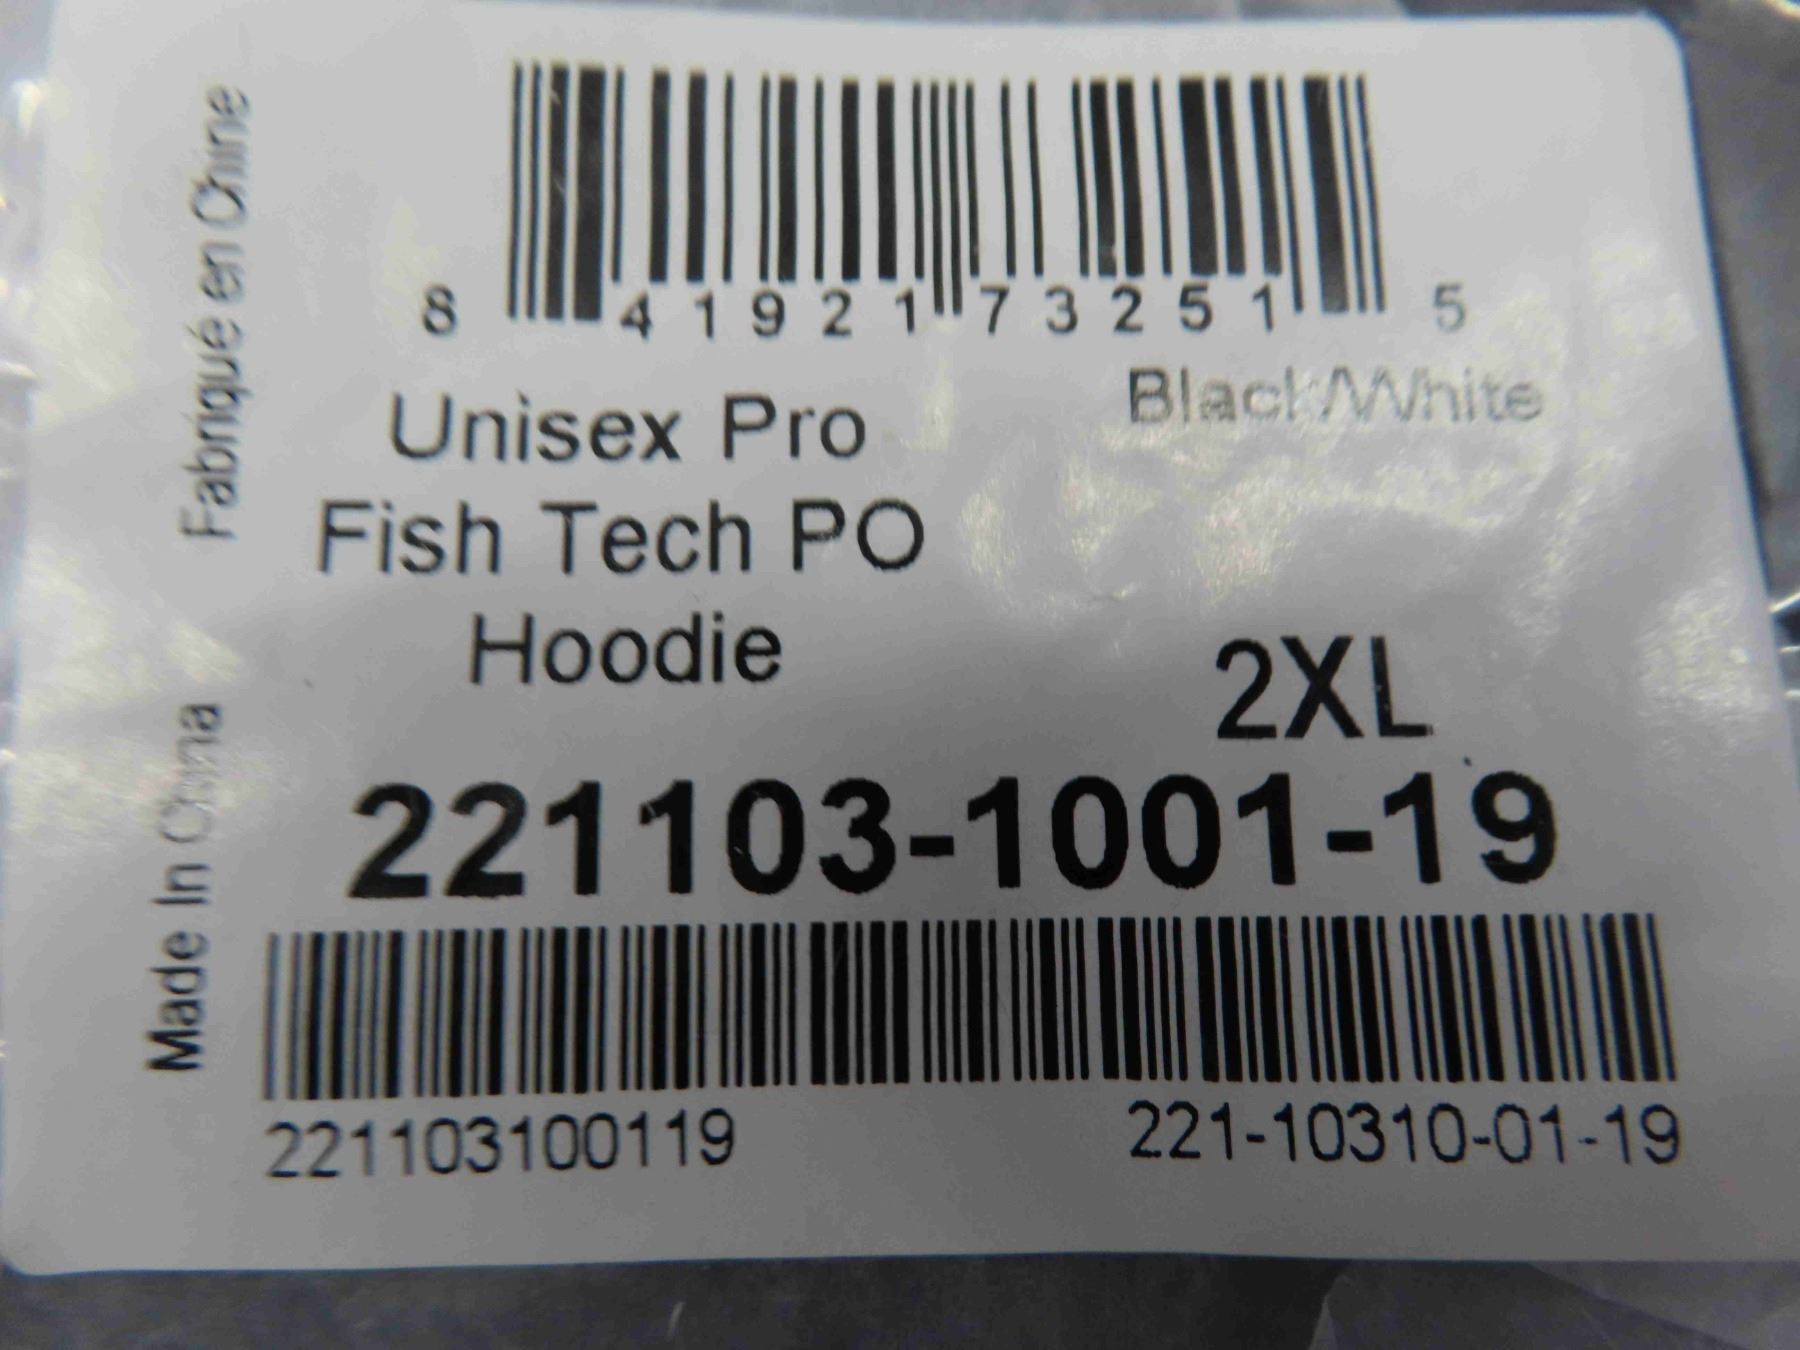 8 41921 73251 5
Unisex Pro
Fish Tech PO
Hoodie
Black/White
2XL
221103-1001-19
221103100119
221-10310-01-19
Made In China
Fabriqué en Chine